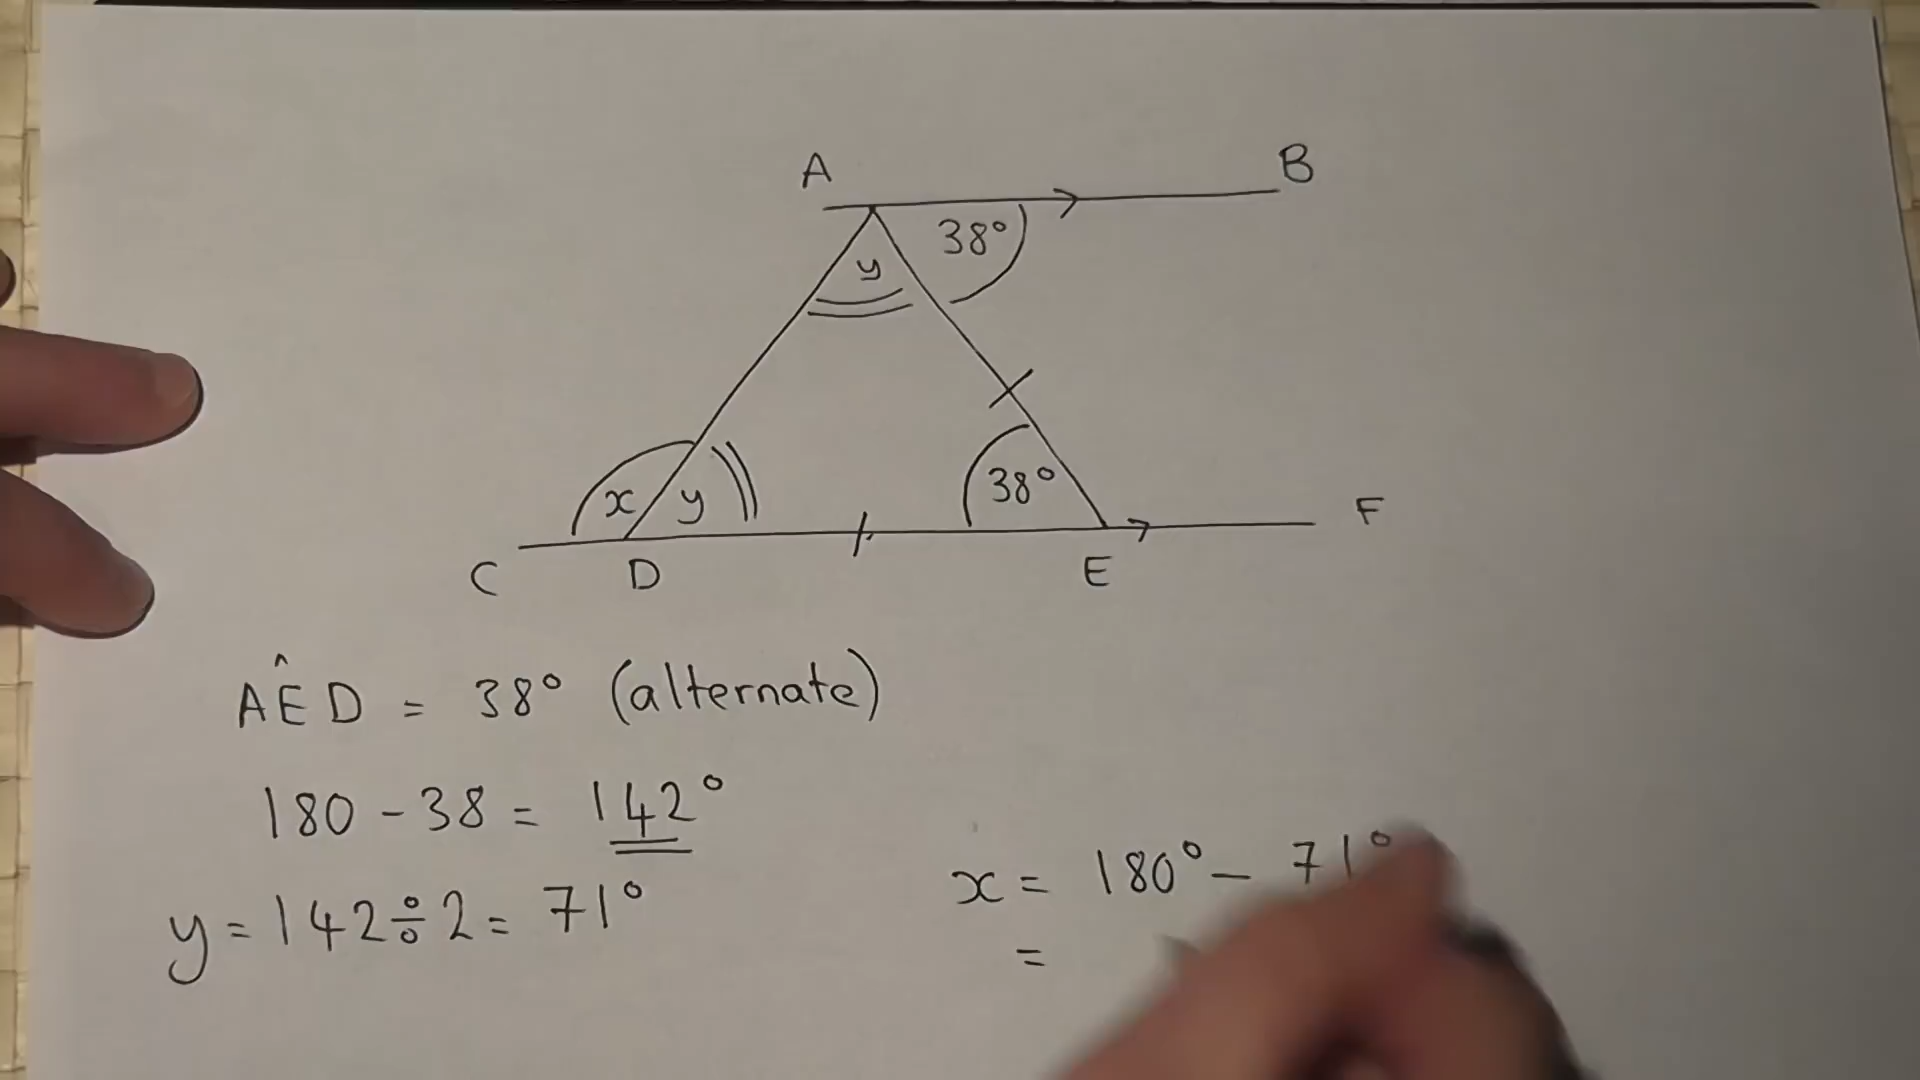 A B
38°
y
x y 38°
F
C D E
AÊD = 38° (alternate)
180 - 38 = 142°
y = 142 ÷ 2 = 71°
x = 180° - 71°
=